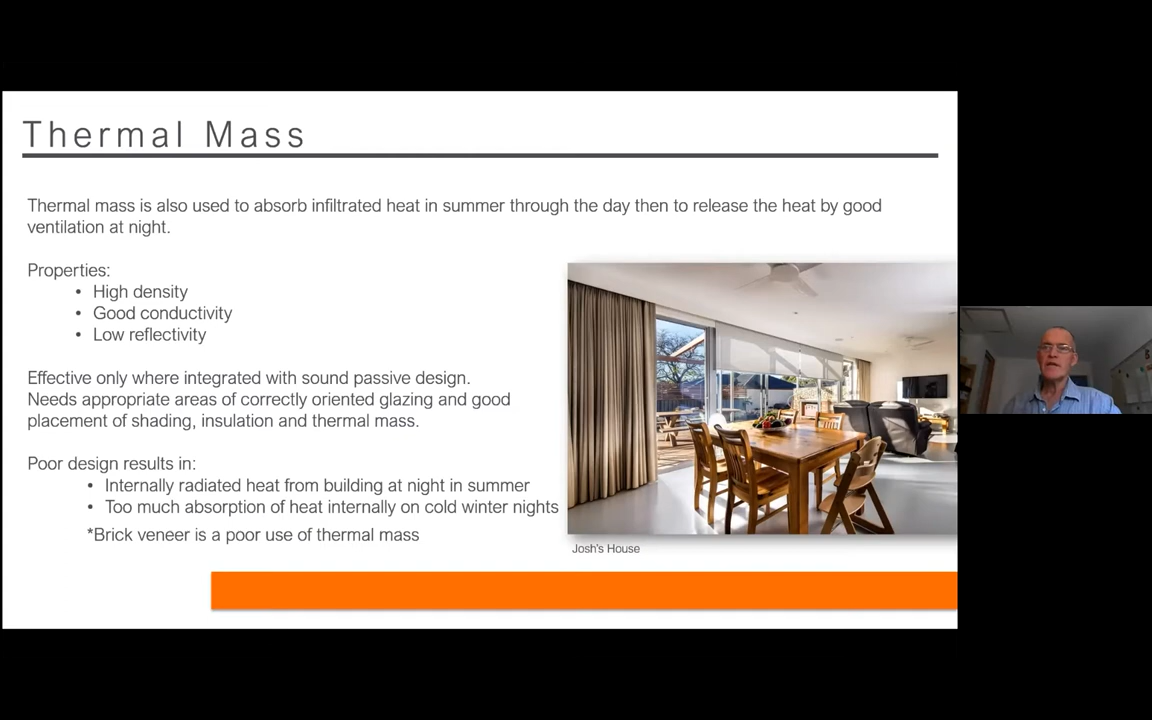 Thermal Mass
Thermal mass is also used to absorb infiltrated heat in summer through the day then to release the heat by good
ventilation at night.
Properties:
• High density
• Good conductivity
• Low reflectivity
Effective only where integrated with sound passive design.
Needs appropriate areas of correctly oriented glazing and good
placement of shading, insulation and thermal mass.
Poor design results in:
• Internally radiated heat from building at night in summer
• Too much absorption of heat internally on cold winter nights
*Brick veneer is a poor use of thermal mass
Josh's House